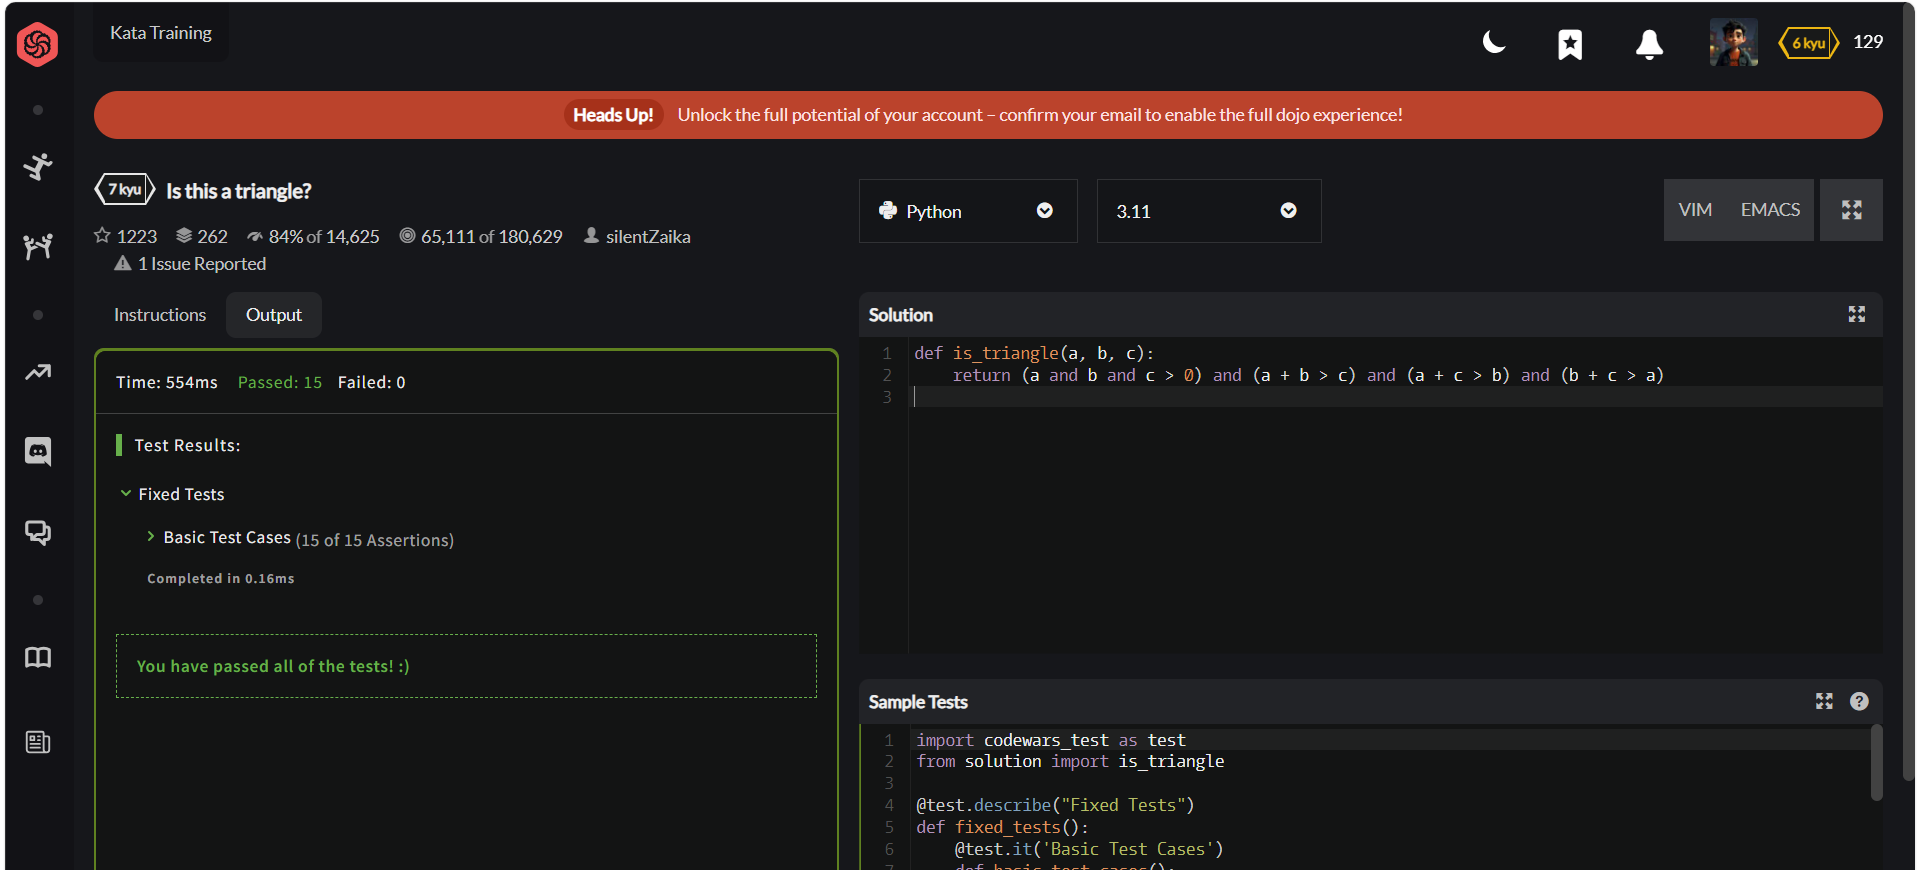 Kata Training
6 kyu 129
Heads Up! Unlock the full potential of your account – confirm your email to enable the full dojo experience!
7 kyu Is this a triangle?
1223 262 84% of 14,625 65,111 of 180,629 silentZaika
1 Issue Reported
Python 3.11 VIM EMACS
Instructions Output
Time: 554ms Passed: 15 Failed: 0
Test Results:
Fixed Tests
Basic Test Cases (15 of 15 Assertions)
Completed in 0.16ms
You have passed all of the tests! :)
Solution
1 def is_triangle(a, b, c):
2 return (a and b and c > 0) and (a + b > c) and (a + c > b) and (b + c > a)
3
Sample Tests
1 import codewars_test as test
2 from solution import is_triangle
3
4 @test.describe("Fixed Tests")
5 def fixed_tests():
6 @test.it('Basic Test Cases')
7 def basic_test_cases():